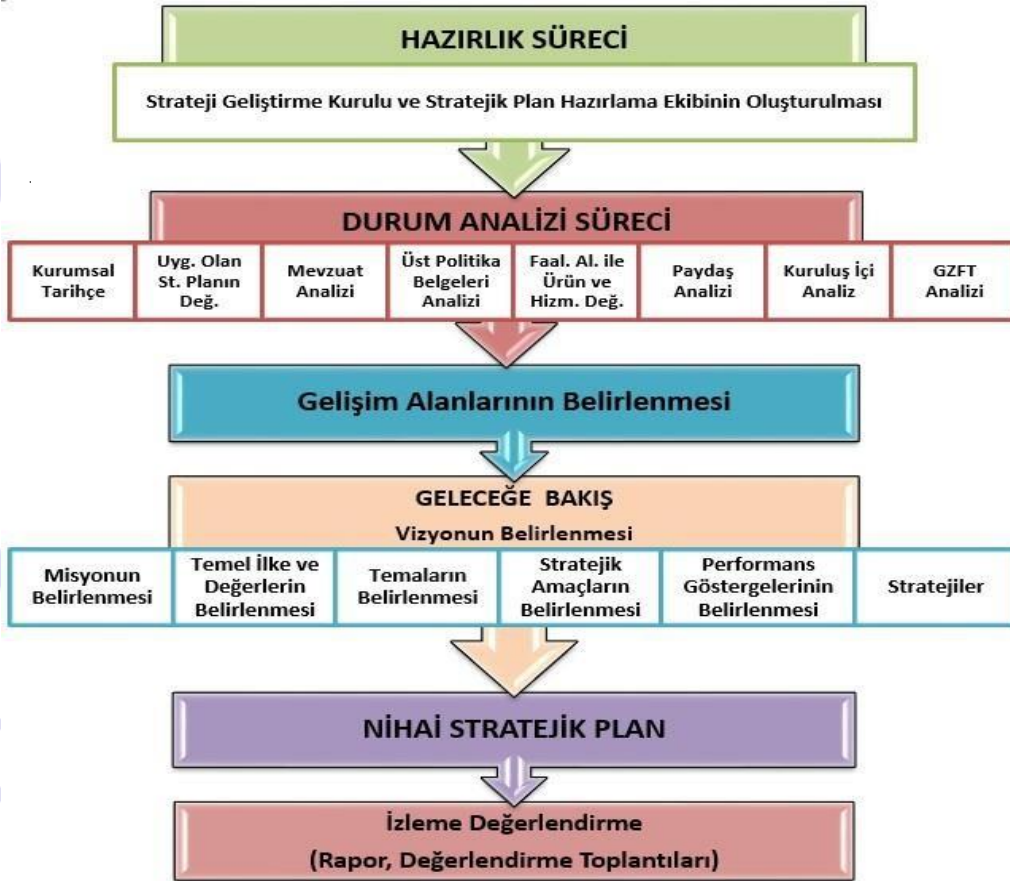 HAZIRLIK SÜRECİ
Strateji Geliştirme Kurulu ve Stratejik Plan Hazırlama Ekibinin Oluşturulması
DURUM ANALİZİ SÜRECİ
Kurumsal
Tarihçe
Uyg. Olan
St. Planın
Değ.
Mevzuat
Analizi
Üst Politika
Belgeleri
Analizi
Faal. Al. ile
Ürün ve
Hizm. Değ.
Paydaş
Analizi
Kuruluş İçi
Analiz
GZFT
Analizi
Gelişim Alanlarının Belirlenmesi
GELECEĞE BAKIŞ
Vizyonun Belirlenmesi
Misyonun
Belirlenmesi
Temel İlke ve
Değerlerin
Belirlenmesi
Temaların
Belirlenmesi
Stratejik
Amaçların
Belirlenmesi
Performans
Göstergelerinin
Belirlenmesi
Stratejiler
NİHAİ STRATEJİK PLAN
İzleme Değerlendirme
(Rapor, Değerlendirme Toplantıları)